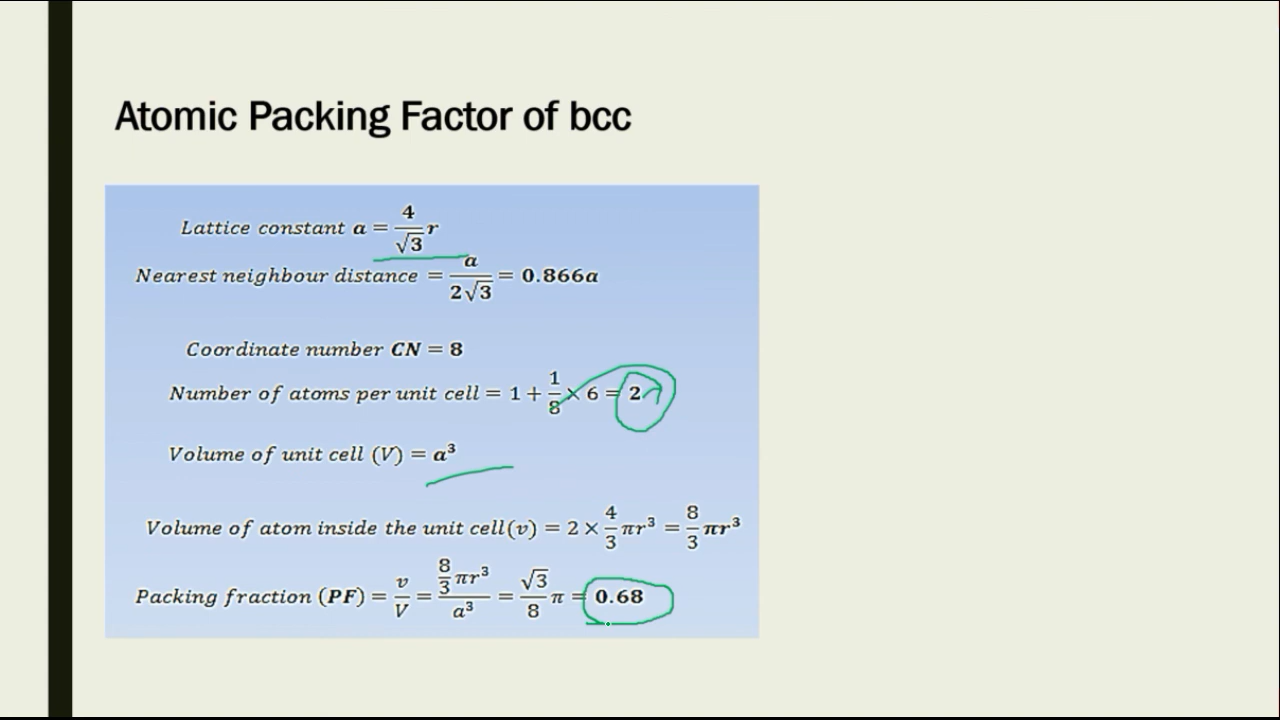 Atomic Packing Factor of bcc
Lattice constant a = 4/√3 r
Nearest neighbour distance = a/2√3 = 0.866a
Coordinate number CN = 8
Number of atoms per unit cell = 1 + 1/8 × 6 = 2
Volume of unit cell (V) = a³
Volume of atom inside the unit cell(v) = 2 × 4/3 πr³ = 8/3 πr³
Packing fraction (PF) = v/V = 8/3 πr³/a³ = √3/8 π = 0.68